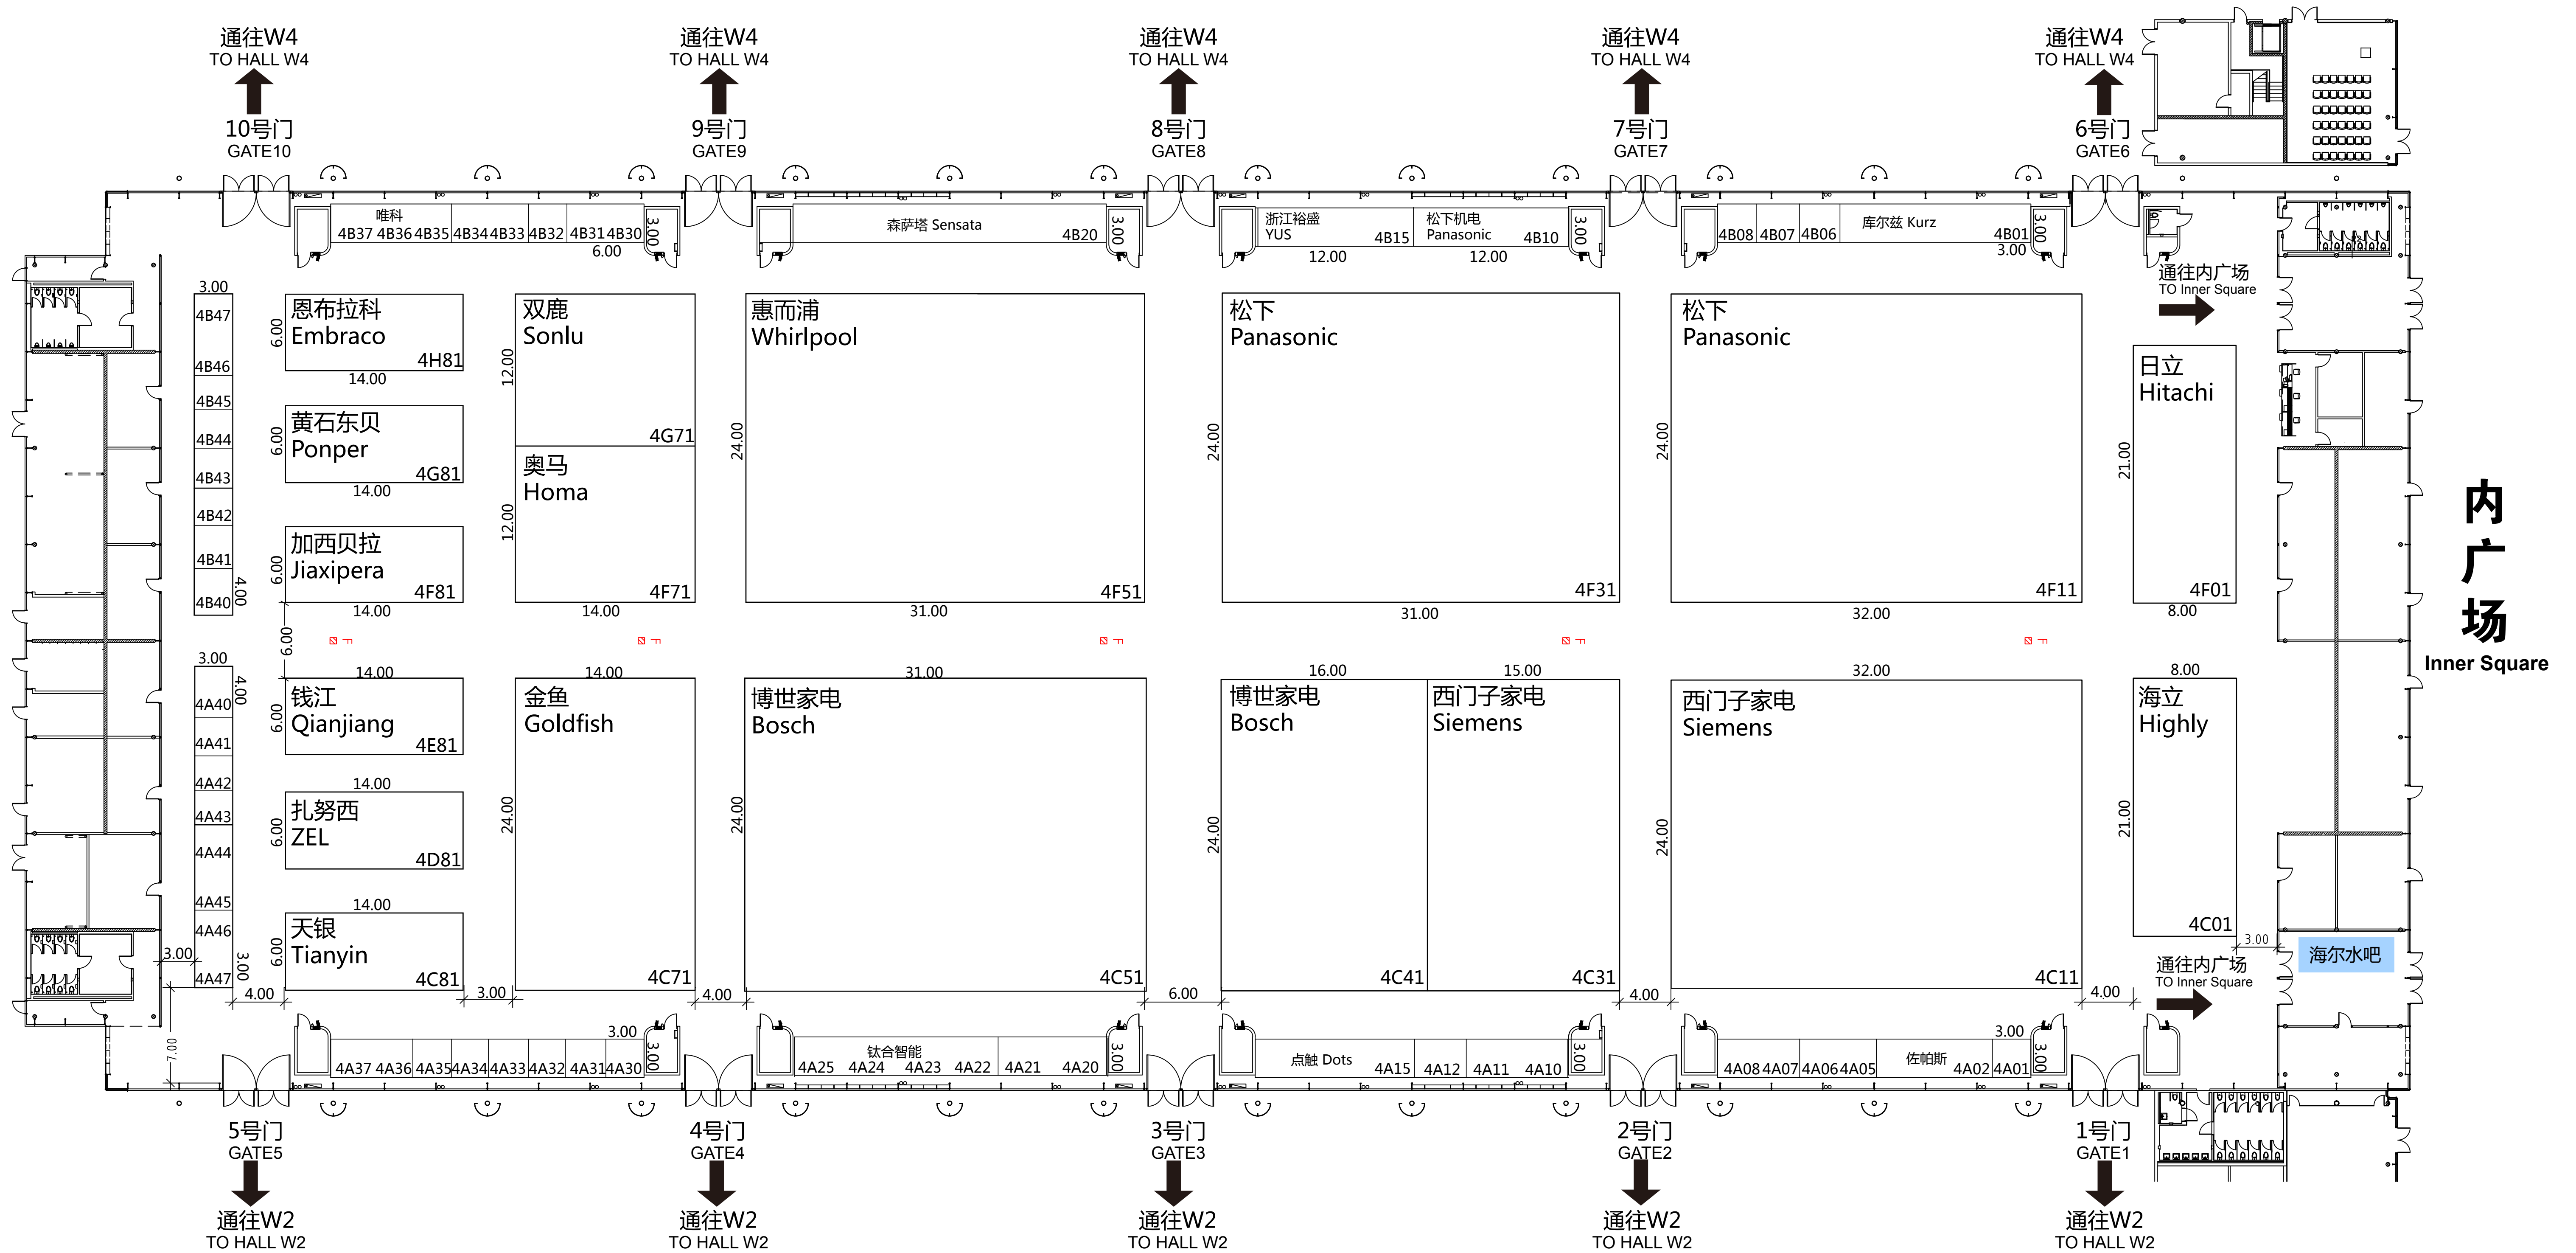 通往W4
TO HALL W4
10号门
GATE10
通往W4
TO HALL W4
9号门
GATE9
通往W4
TO HALL W4
8号门
GATE8
通往W4
TO HALL W4
7号门
GATE7
通往W4
TO HALL W4
6号门
GATE6
唯科
4B37 4B36 4B35 4B34 4B33 4B32 4B31 4B30
3.00
6.00
森萨塔 Sensata
4B20
3.00
浙江裕盛
YUS
4B15
12.00
松下机电
Panasonic
4B10
12.00
3.00
4B08 4B07 4B06
库尔兹 Kurz
4B01
3.00
3.00
通往内广场
TO Inner Square
3.00
4B47
4B46
4B45
4B44
4B43
4B42
4B41
4B40
4.00
恩布拉科
Embraco
4H81
6.00
14.00
黄石东贝
Ponper
4G81
6.00
14.00
加西贝拉
Jiaxipera
4F81
6.00
14.00
6.00
双鹿
Sonlu
4G71
12.00
奥马
Homa
4F71
12.00
14.00
惠而浦
Whirlpool
4F51
24.00
31.00
松下
Panasonic
4F31
24.00
31.00
松下
Panasonic
4F11
24.00
32.00
日立
Hitachi
4F01
21.00
8.00
内
广
场
Inner Square
F
F
F
F
F
3.00
4A40
4A41
4A42
4A43
4A44
4A45
4A46
4A47
4.00
3.00
3.00
7.00
4.00
14.00
钱江
Qianjiang
4E81
6.00
14.00
扎努西
ZEL
4D81
6.00
14.00
天银
Tianyin
4C81
6.00
3.00
14.00
金鱼
Goldfish
4C71
24.00
4.00
31.00
博世家电
Bosch
4C51
24.00
6.00
16.00
博世家电
Bosch
4C41
24.00
15.00
西门子家电
Siemens
4C31
4.00
32.00
西门子家电
Siemens
4C11
24.00
4.00
8.00
海立
Highly
4C01
21.00
3.00
海尔水吧
通往内广场
TO Inner Square
3.00
4A37 4A36 4A35 4A34 4A33 4A32 4A31 4A30
3.00
钛合智能
4A25 4A24 4A23 4A22 4A21 4A20
3.00
点触 Dots
4A15 4A12 4A11 4A10
3.00
3.00
佐帕斯
4A08 4A07 4A06 4A05 4A02 4A01
3.00
5号门
GATE5
通往W2
TO HALL W2
4号门
GATE4
通往W2
TO HALL W2
3号门
GATE3
通往W2
TO HALL W2
2号门
GATE2
通往W2
TO HALL W2
1号门
GATE1
通往W2
TO HALL W2